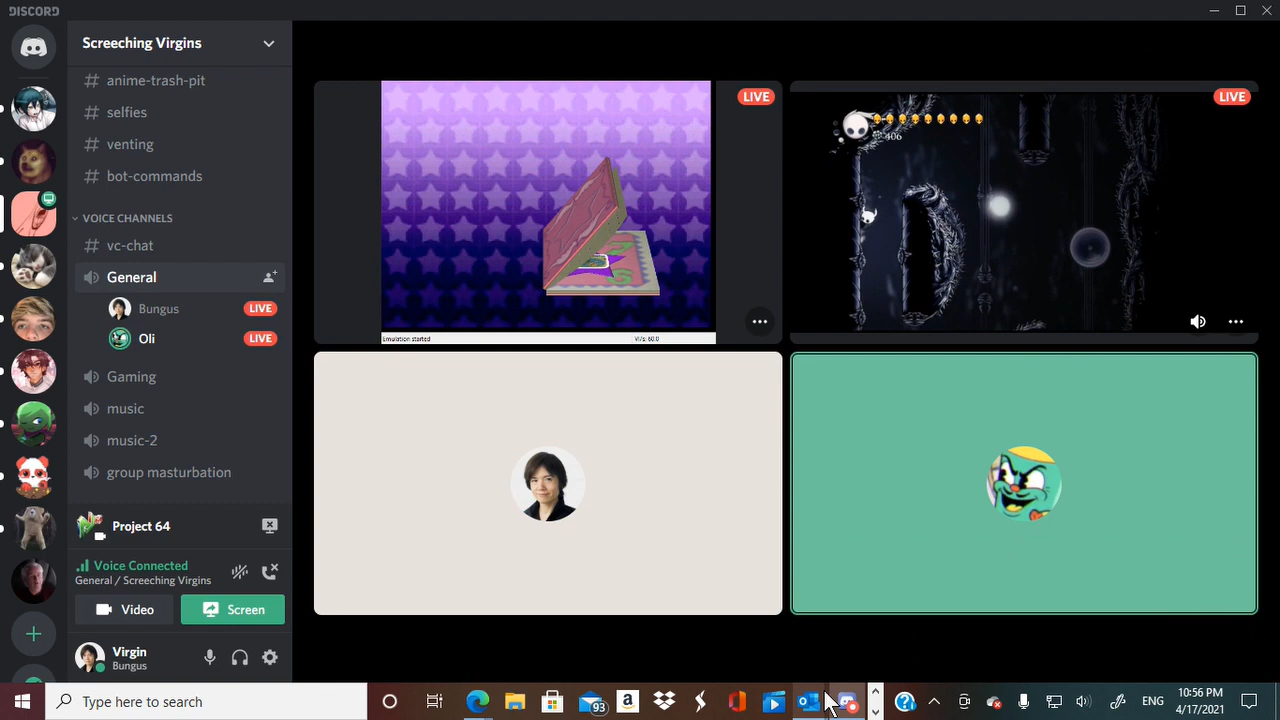 DISCORD
Screeching Virgins
# anime-trash-pit
# selfies
# venting
# bot-commands
VOICE CHANNELS
# vc-chat
General
Bungus LIVE
Oli LIVE
Gaming
music
music-2
group masturbation
Project 64
Voice Connected
General / Screeching Virgins
Video
Screen
Virgin
Bungus
LIVE
Emulation started
VI/s: 60.0
LIVE
406
Type here to search
93
a
ENG
10:56 PM
4/17/2021